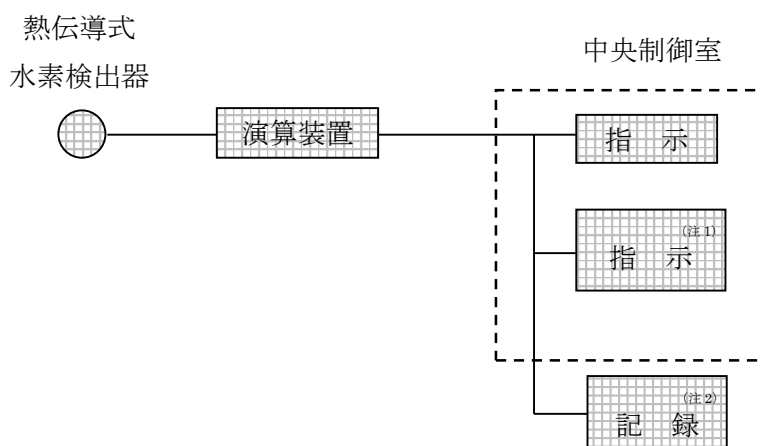 熱伝導式
水素検出器
中央制御室
演算装置
指　示
(注1)
指　示
(注2)
記　録